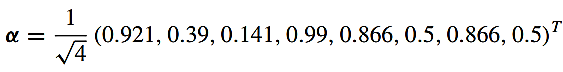 α = 1/√4 (0.921, 0.39, 0.141, 0.99, 0.866, 0.5, 0.866, 0.5)ᵀ